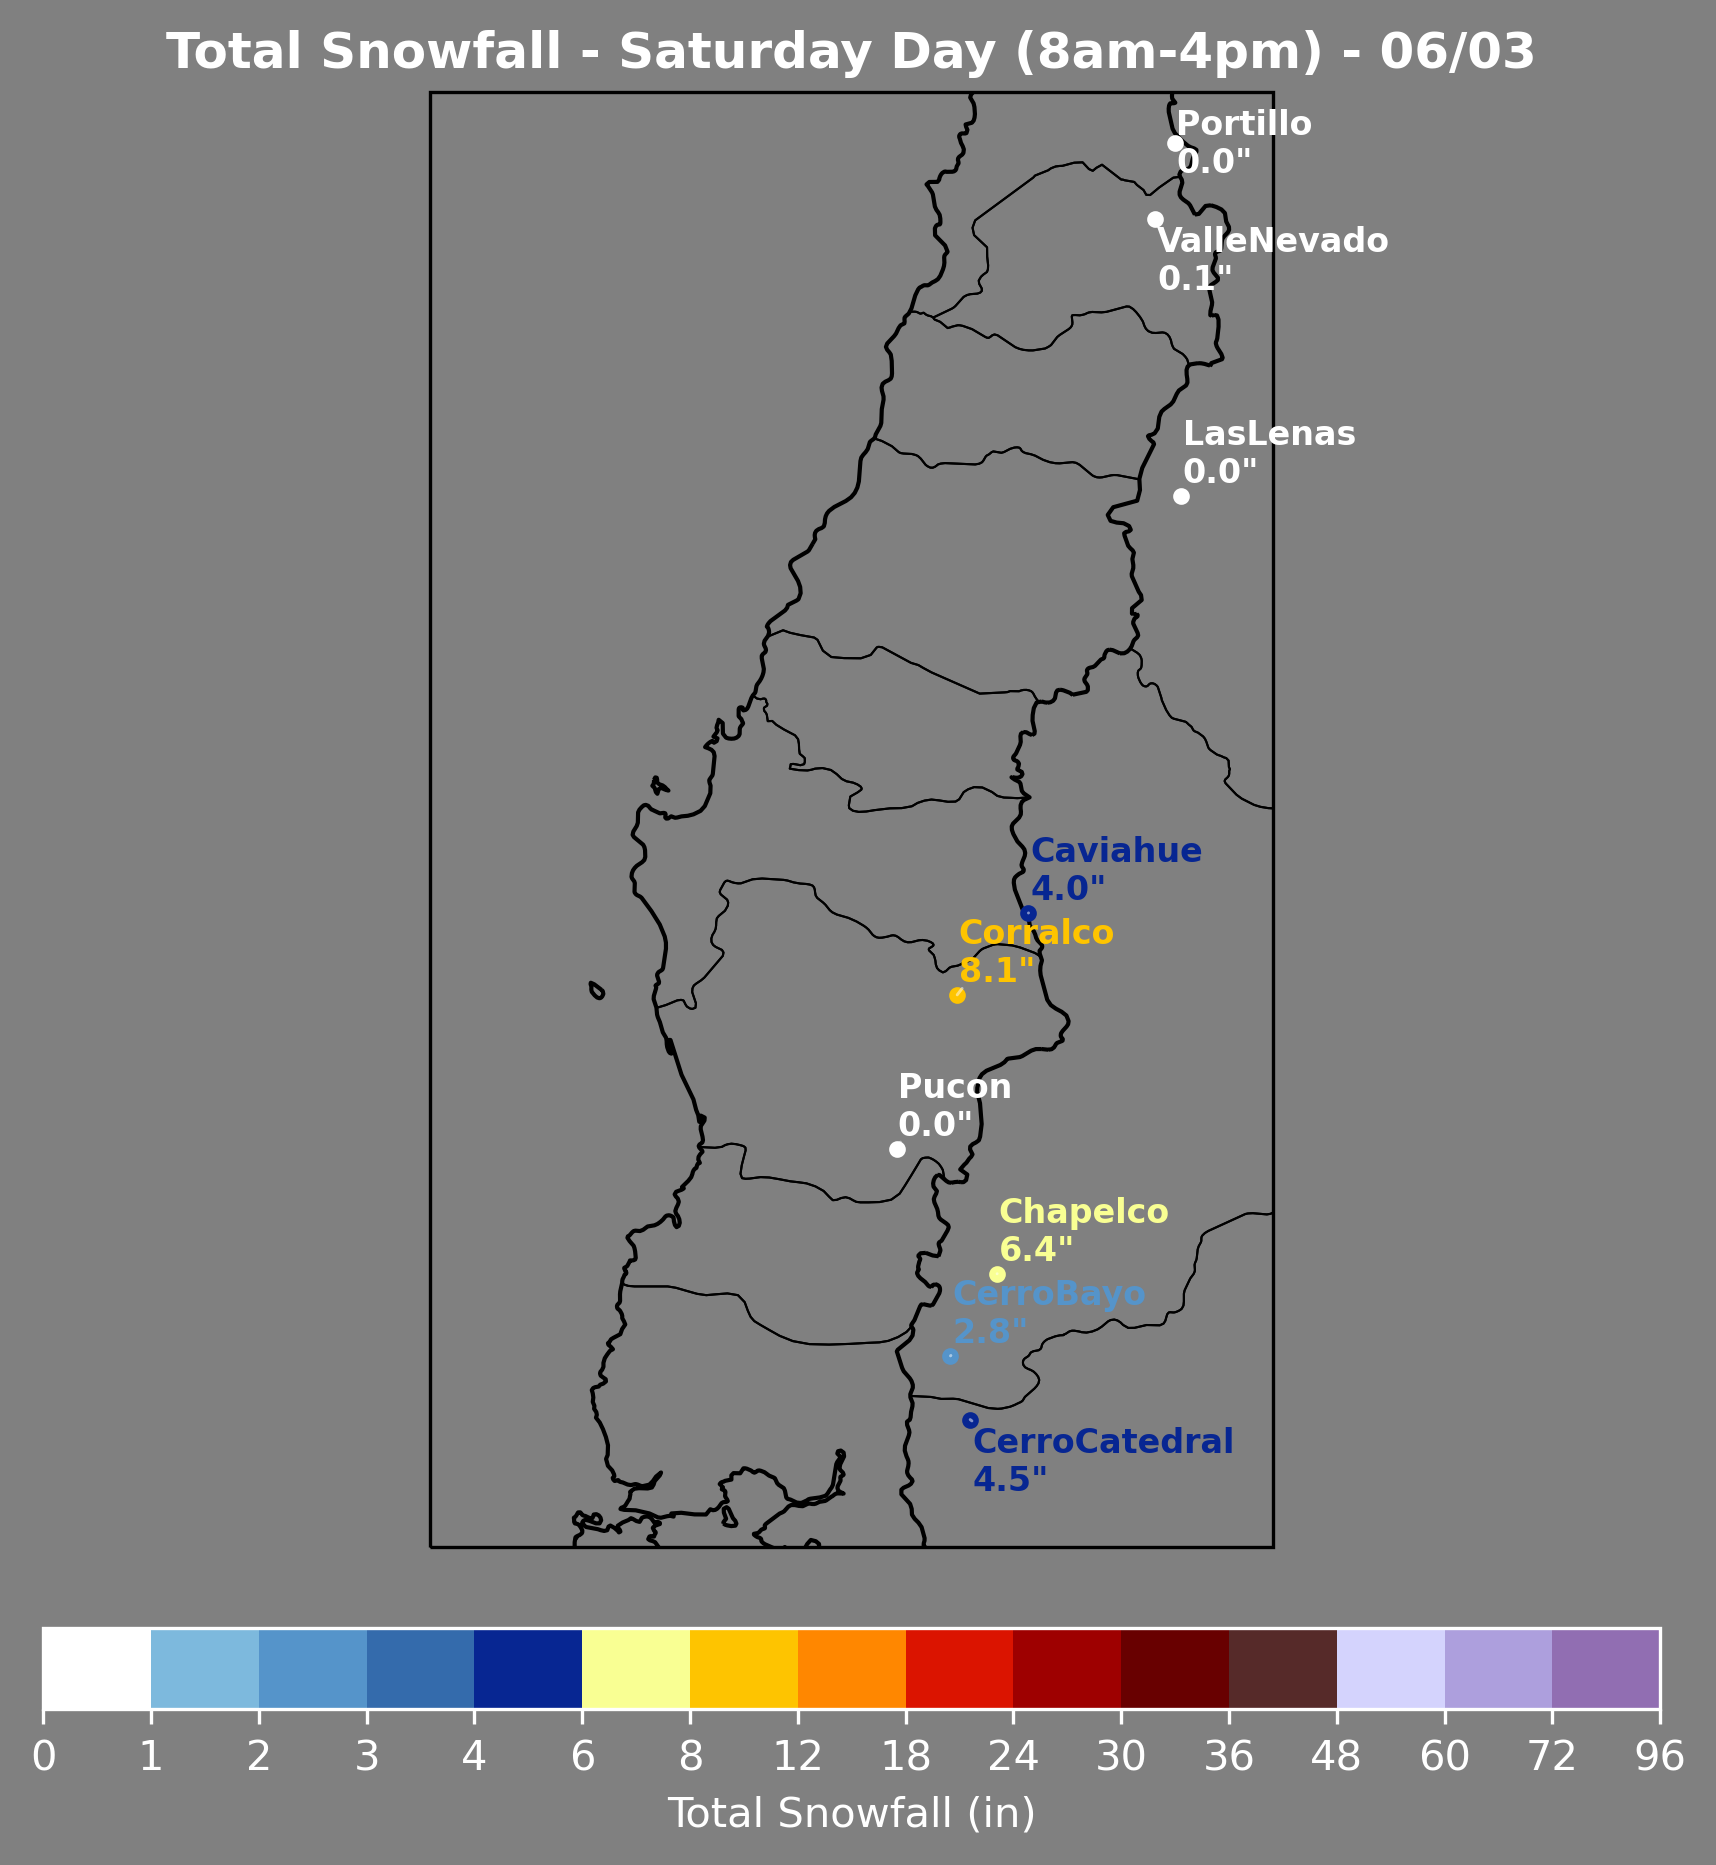 Total Snowfall - Saturday Day (8am-4pm) - 06/03
Portillo
0.0"
ValleNevado
0.1"
LasLenas
0.0"
Caviahue
4.0"
Corralco
8.1"
Pucon
0.0"
Chapelco
6.4"
CerroBayo
2.8"
CerroCatedral
4.5"
0 1 2 3 4 6 8 12 18 24 30 36 48 60 72 96
Total Snowfall (in)